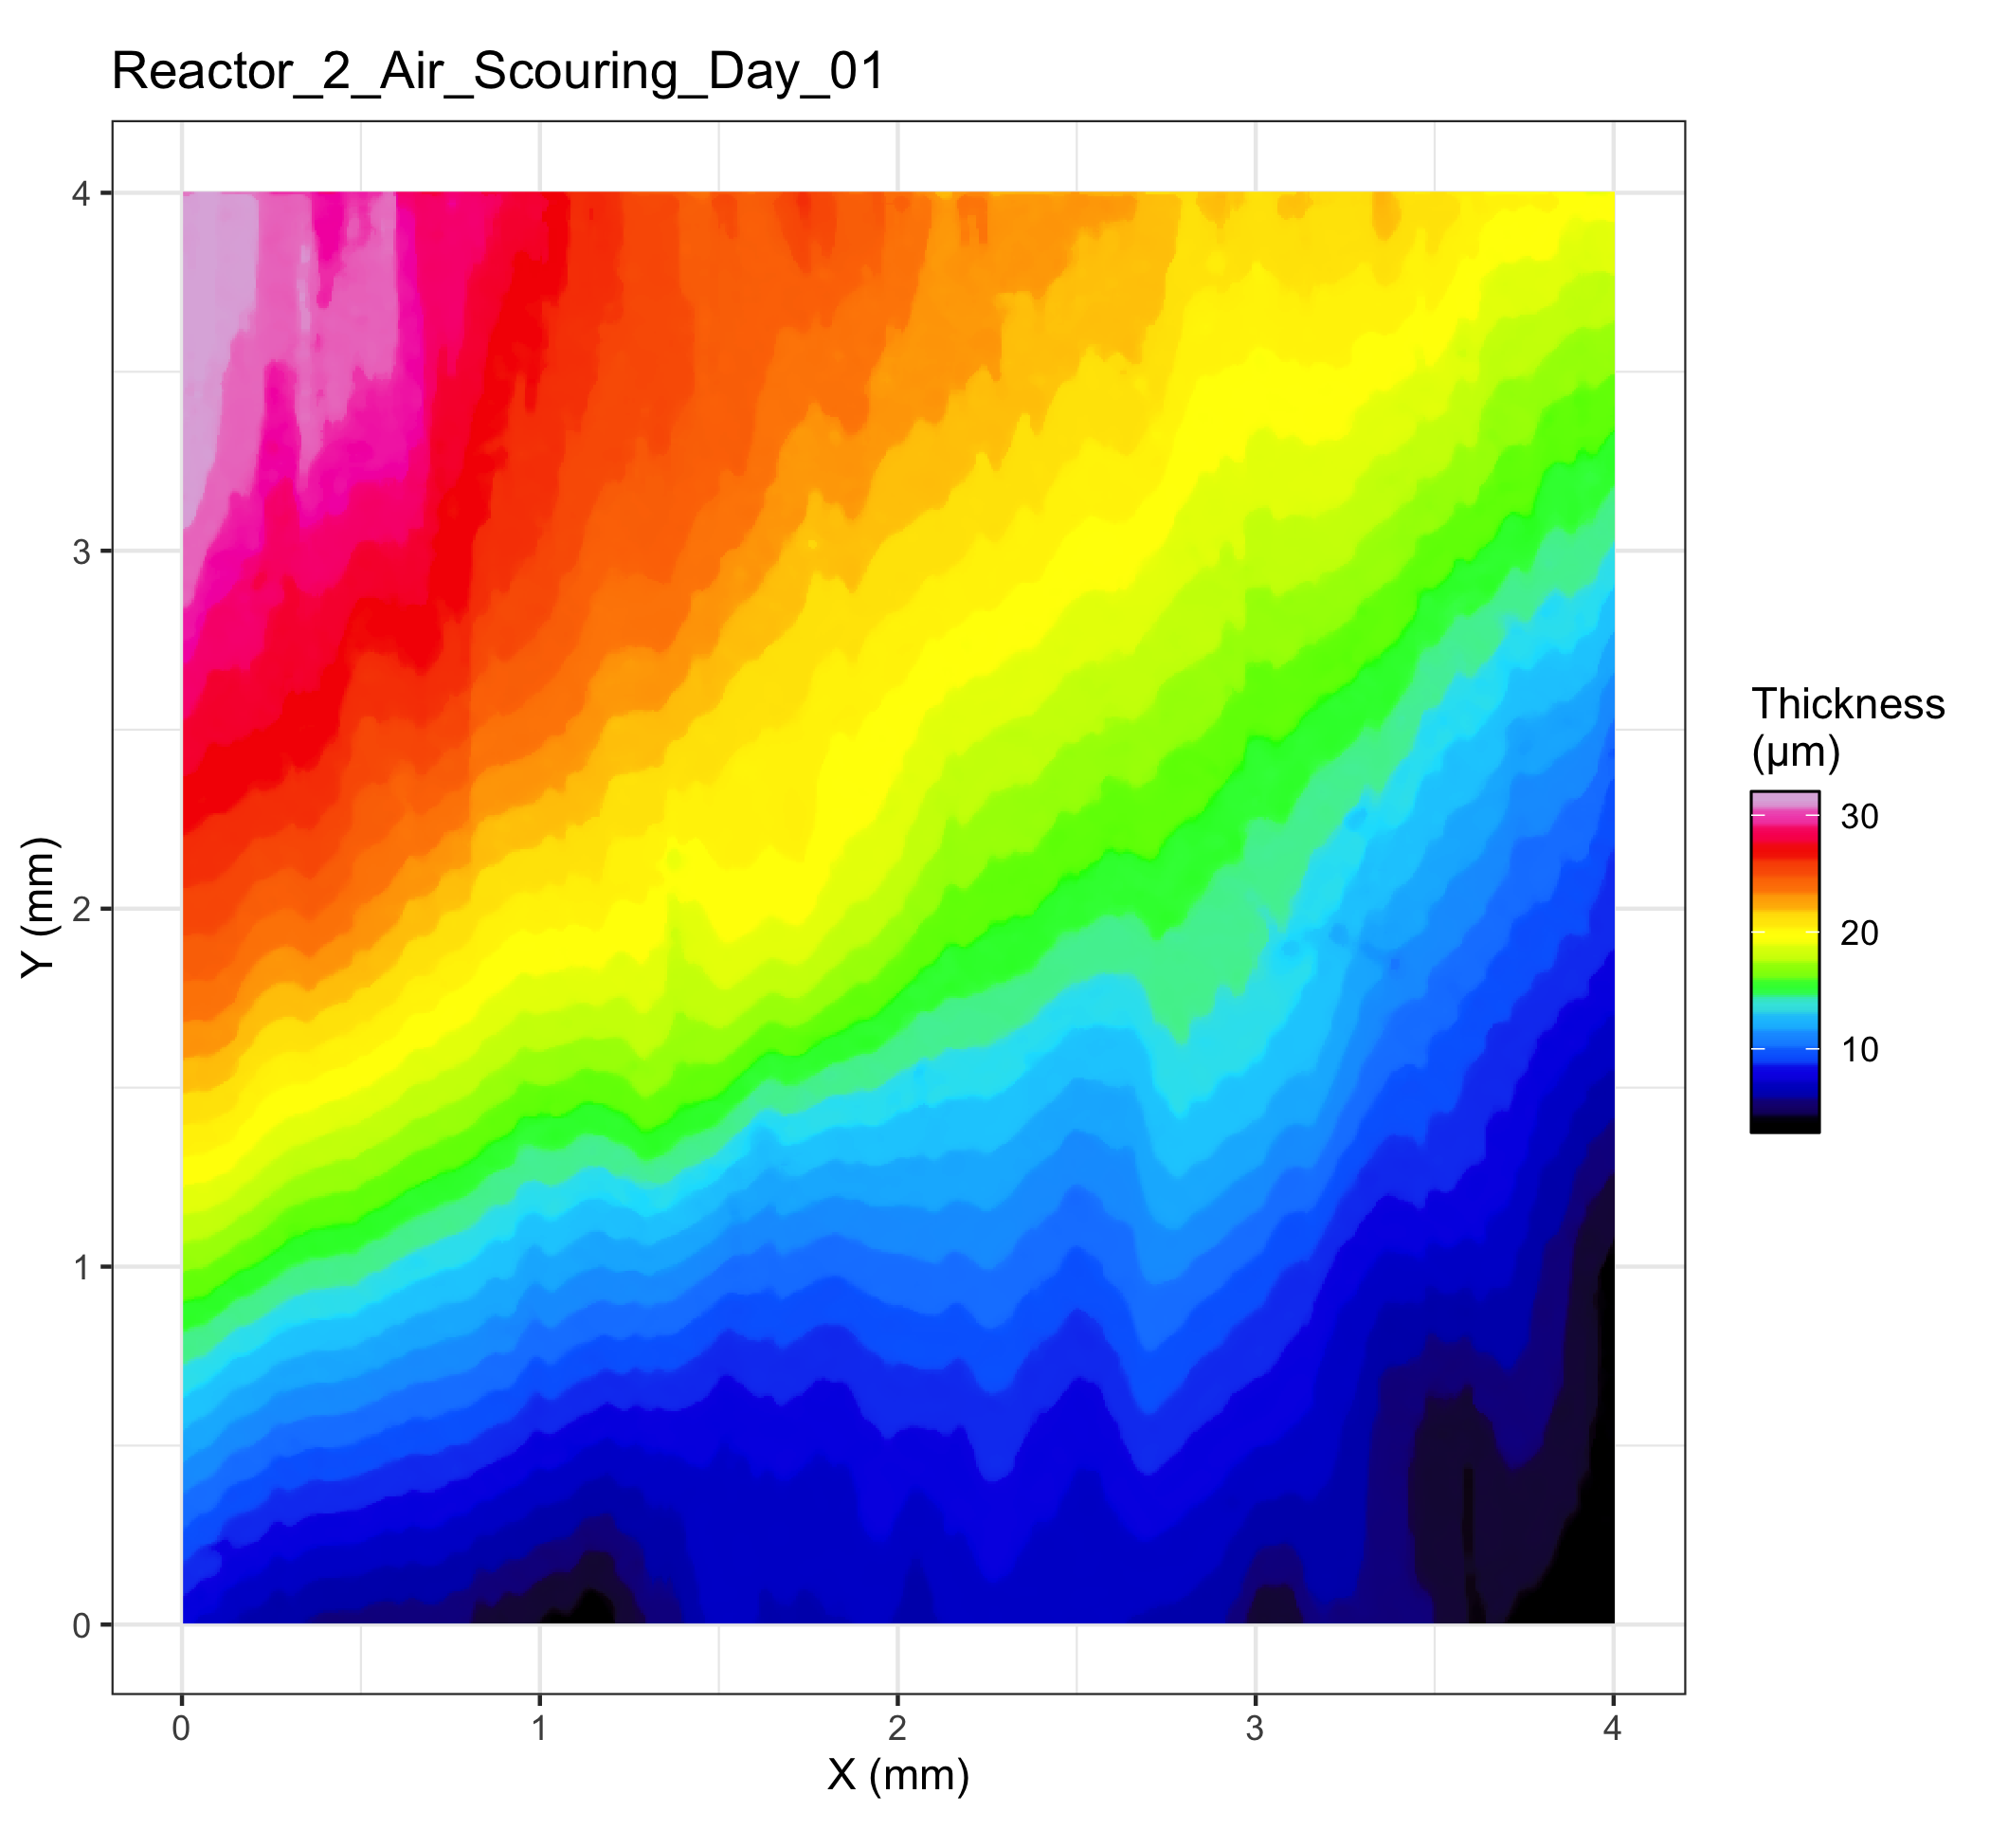 Reactor_2_Air_Scouring_Day_01
4
3
2
1
0
Y (mm)
0 1 2 3 4
X (mm)
Thickness
(µm)
30
20
10